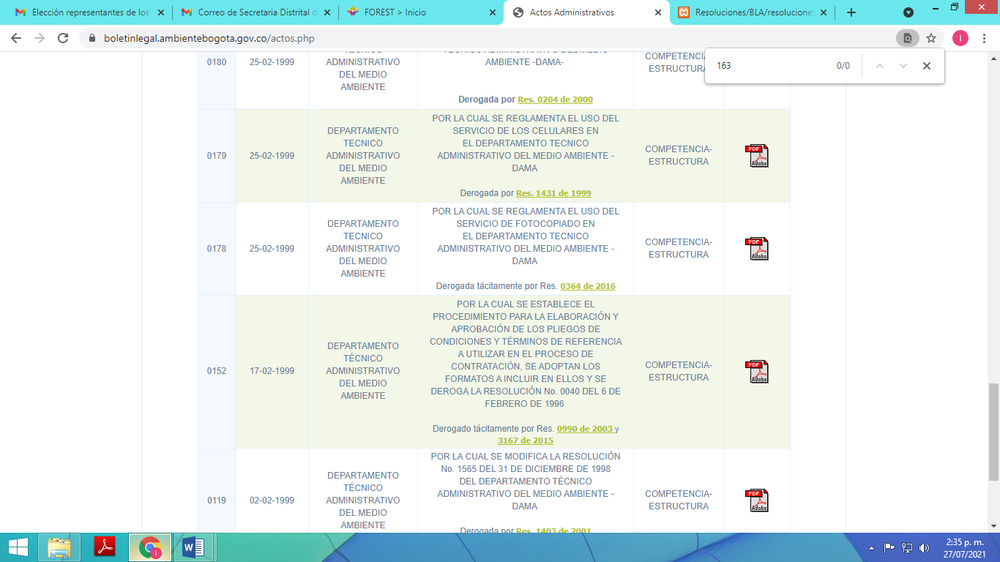 Elección representantes de los
Correo de Secretaria Distrital d
FOREST > Inicio
Actos Administrativos
Resoluciones/BLA/resoluciones
boletinlegal.ambientebogota.gov.co/actos.php
I
163
0/0
0180
25-02-1999
ADMINISTRATIVO
DEL MEDIO
AMBIENTE
AMBIENTE -DAMA-
Derogada por Res. 0204 de 2000
COMPETENCIA-
ESTRUCTURA
0179
25-02-1999
DEPARTAMENTO
TECNICO
ADMINISTRATIVO
DEL MEDIO
AMBIENTE
POR LA CUAL SE REGLAMENTA EL USO DEL
SERVICIO DE LOS CELULARES EN
EL DEPARTAMENTO TECNICO
ADMINISTRATIVO DEL MEDIO AMBIENTE -
DAMA
Derogada por Res. 1431 de 1999
COMPETENCIA-
ESTRUCTURA
PDF
Adobe
0178
25-02-1999
DEPARTAMENTO
TECNICO
ADMINISTRATIVO
DEL MEDIO
AMBIENTE
POR LA CUAL SE REGLAMENTA EL USO DEL
SERVICIO DE FOTOCOPIADO EN
EL DEPARTAMENTO TECNICO
ADMINISTRATIVO DEL MEDIO AMBIENTE -
DAMA
Derogada tácitamente por Res. 0364 de 2016
COMPETENCIA-
ESTRUCTURA
PDF
Adobe
0152
17-02-1999
DEPARTAMENTO
TÉCNICO
ADMINISTRATIVO
DEL MEDIO
AMBIENTE
POR LA CUAL SE ESTABLECE EL
PROCEDIMIENTO PARA LA ELABORACIÓN Y
APROBACIÓN DE LOS PLIEGOS DE
CONDICIONES Y TÉRMINOS DE REFERENCIA
A UTILIZAR EN EL PROCESO DE
CONTRATACIÓN, SE ADOPTAN LOS
FORMATOS A INCLUIR EN ELLOS Y SE
DEROGA LA RESOLUCIÓN No. 0040 DEL 6 DE
FEBRERO DE 1996
Derogado tácitamente por Res. 0990 de 2003 y
3167 de 2015
COMPETENCIA-
ESTRUCTURA
PDF
Adobe
0119
02-02-1999
DEPARTAMENTO
TÉCNICO
ADMINISTRATIVO
DEL MEDIO
AMBIENTE
POR LA CUAL SE MODIFICA LA RESOLUCIÓN
No. 1565 DEL 31 DE DICIEMBRE DE 1998
DEL DEPARTAMENTO TÉCNICO
ADMINISTRATIVO DEL MEDIO AMBIENTE -
DAMA
Derogada por Res. 1403 de 2001
COMPETENCIA-
ESTRUCTURA
PDF
Adobe
2:35 p. m.
27/07/2021